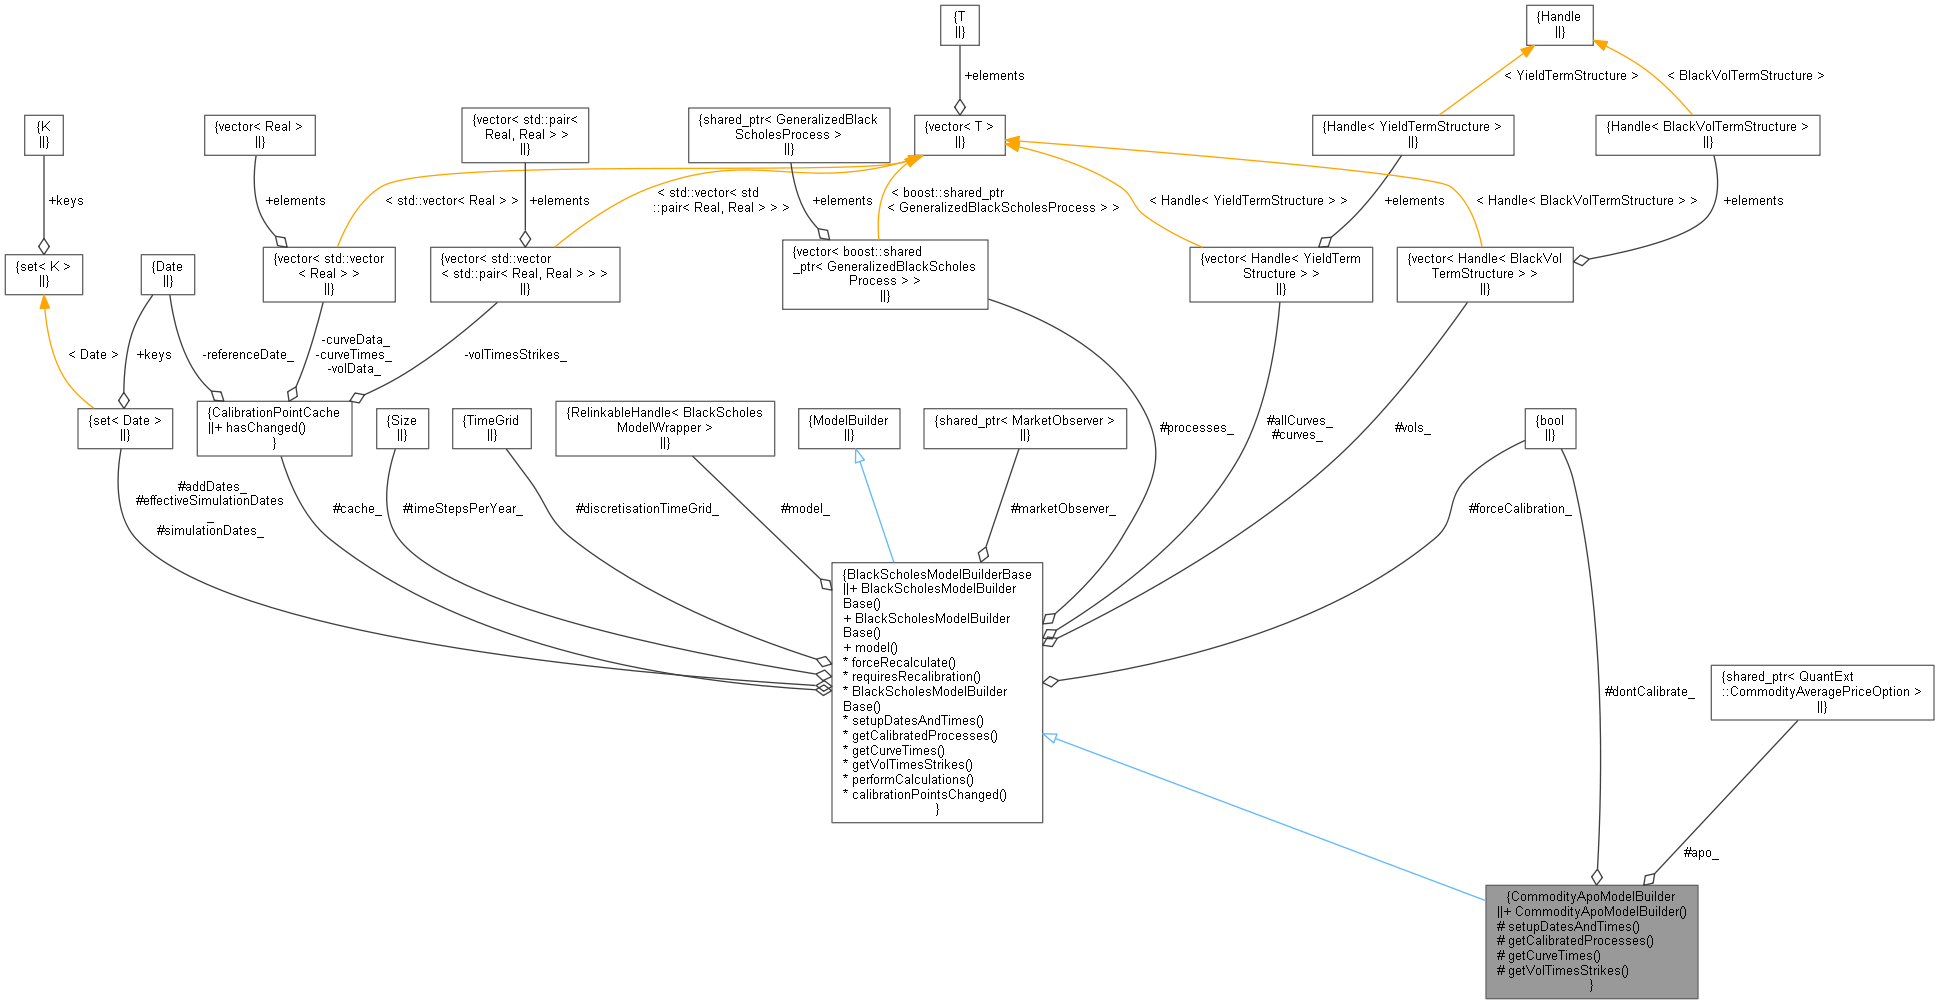 {T
||}
{Handle
||}
+elements
< YieldTermStructure >
< BlackVolTermStructure >
{K
||}
{vector< Real >
||}
{vector< std::pair<
Real, Real > >
||}
{shared_ptr< GeneralizedBlack
ScholesProcess >
||}
{vector< T >
||}
{Handle< YieldTermStructure >
||}
{Handle< BlackVolTermStructure >
||}
+keys
+elements
< std::vector< Real > >
+elements
< std::vector< std
::pair< Real, Real > > >
+elements
< boost::shared_ptr
< GeneralizedBlackScholesProcess > >
< Handle< YieldTermStructure > >
+elements
< Handle< BlackVolTermStructure > >
+elements
{set< K >
||}
{Date
||}
{vector< std::vector
< Real > >
||}
{vector< std::vector
< std::pair< Real, Real > > >
||}
{vector< boost::shared
_ptr< GeneralizedBlackScholes
Process > >
||}
{vector< Handle< YieldTerm
Structure > >
||}
{vector< Handle< BlackVol
TermStructure > >
||}
< Date >
+keys
-referenceDate_
-curveData_
-curveTimes_
-volData_
-volTimesStrikes_
{set< Date >
||}
{CalibrationPointCache
||+ hasChanged()
}
{Size
||}
{TimeGrid
||}
{RelinkableHandle< BlackScholes
ModelWrapper >
||}
{ModelBuilder
||}
{shared_ptr< MarketObserver >
||}
#processes_
#allCurves_
#curves_
#vols_
{bool
||}
#addDates_
#effectiveSimulationDates
_
#simulationDates_
#cache_
#timeStepsPerYear_
#discretisationTimeGrid_
#model_
#marketObserver_
#forceCalibration_
{BlackScholesModelBuilderBase
||+ BlackScholesModelBuilder
Base()
+ BlackScholesModelBuilder
Base()
+ model()
* forceRecalculate()
* requiresRecalibration()
* BlackScholesModelBuilder
Base()
* setupDatesAndTimes()
* getCalibratedProcesses()
* getCurveTimes()
* getVolTimesStrikes()
* performCalculations()
* calibrationPointsChanged()
}
#dontCalibrate_
{shared_ptr< QuantExt
::CommodityAveragePriceOption >
||}
#apo_
{CommodityApoModelBuilder
||+ CommodityApoModelBuilder()
# setupDatesAndTimes()
# getCalibratedProcesses()
# getCurveTimes()
# getVolTimesStrikes()
}